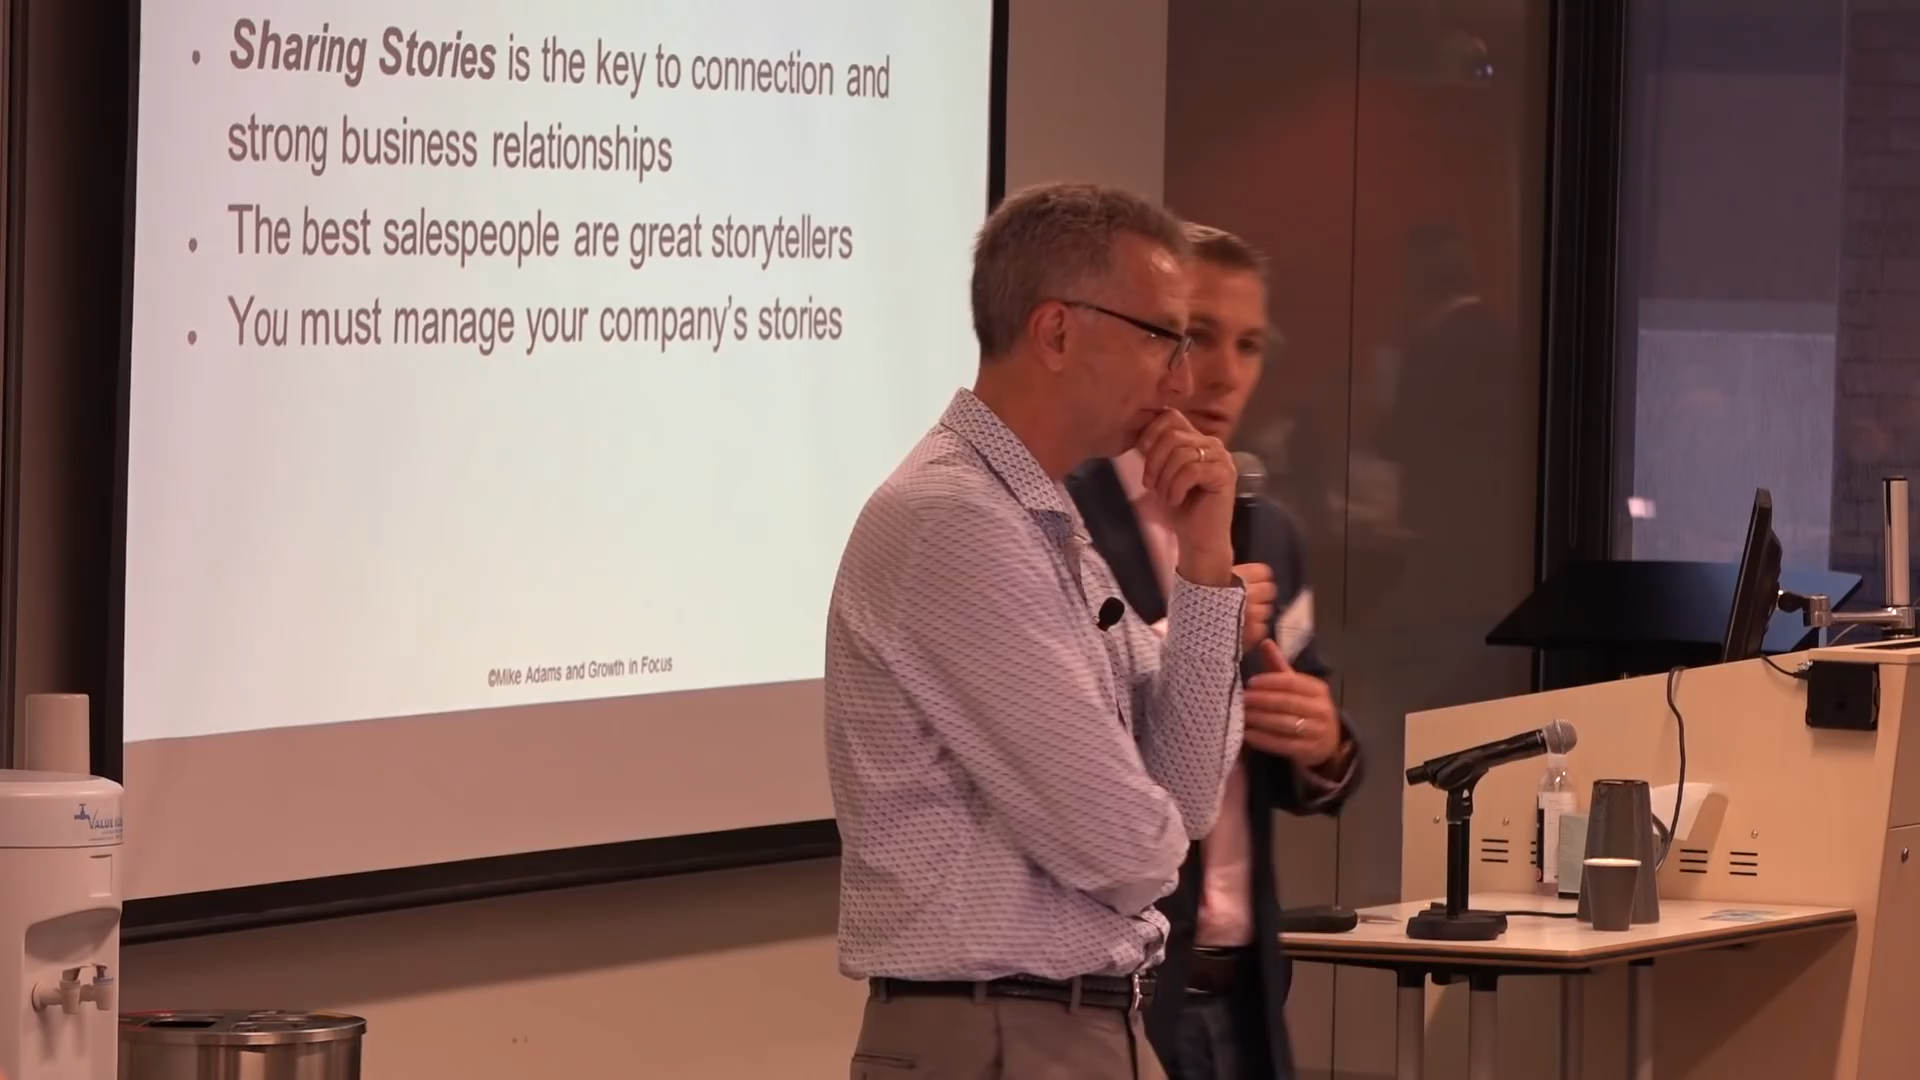 Sharing Stories is the key to connection and
strong business relationships
The best salespeople are great storytellers
You must manage your company's stories
©Mike Adams and Growth in Focus
VALUE